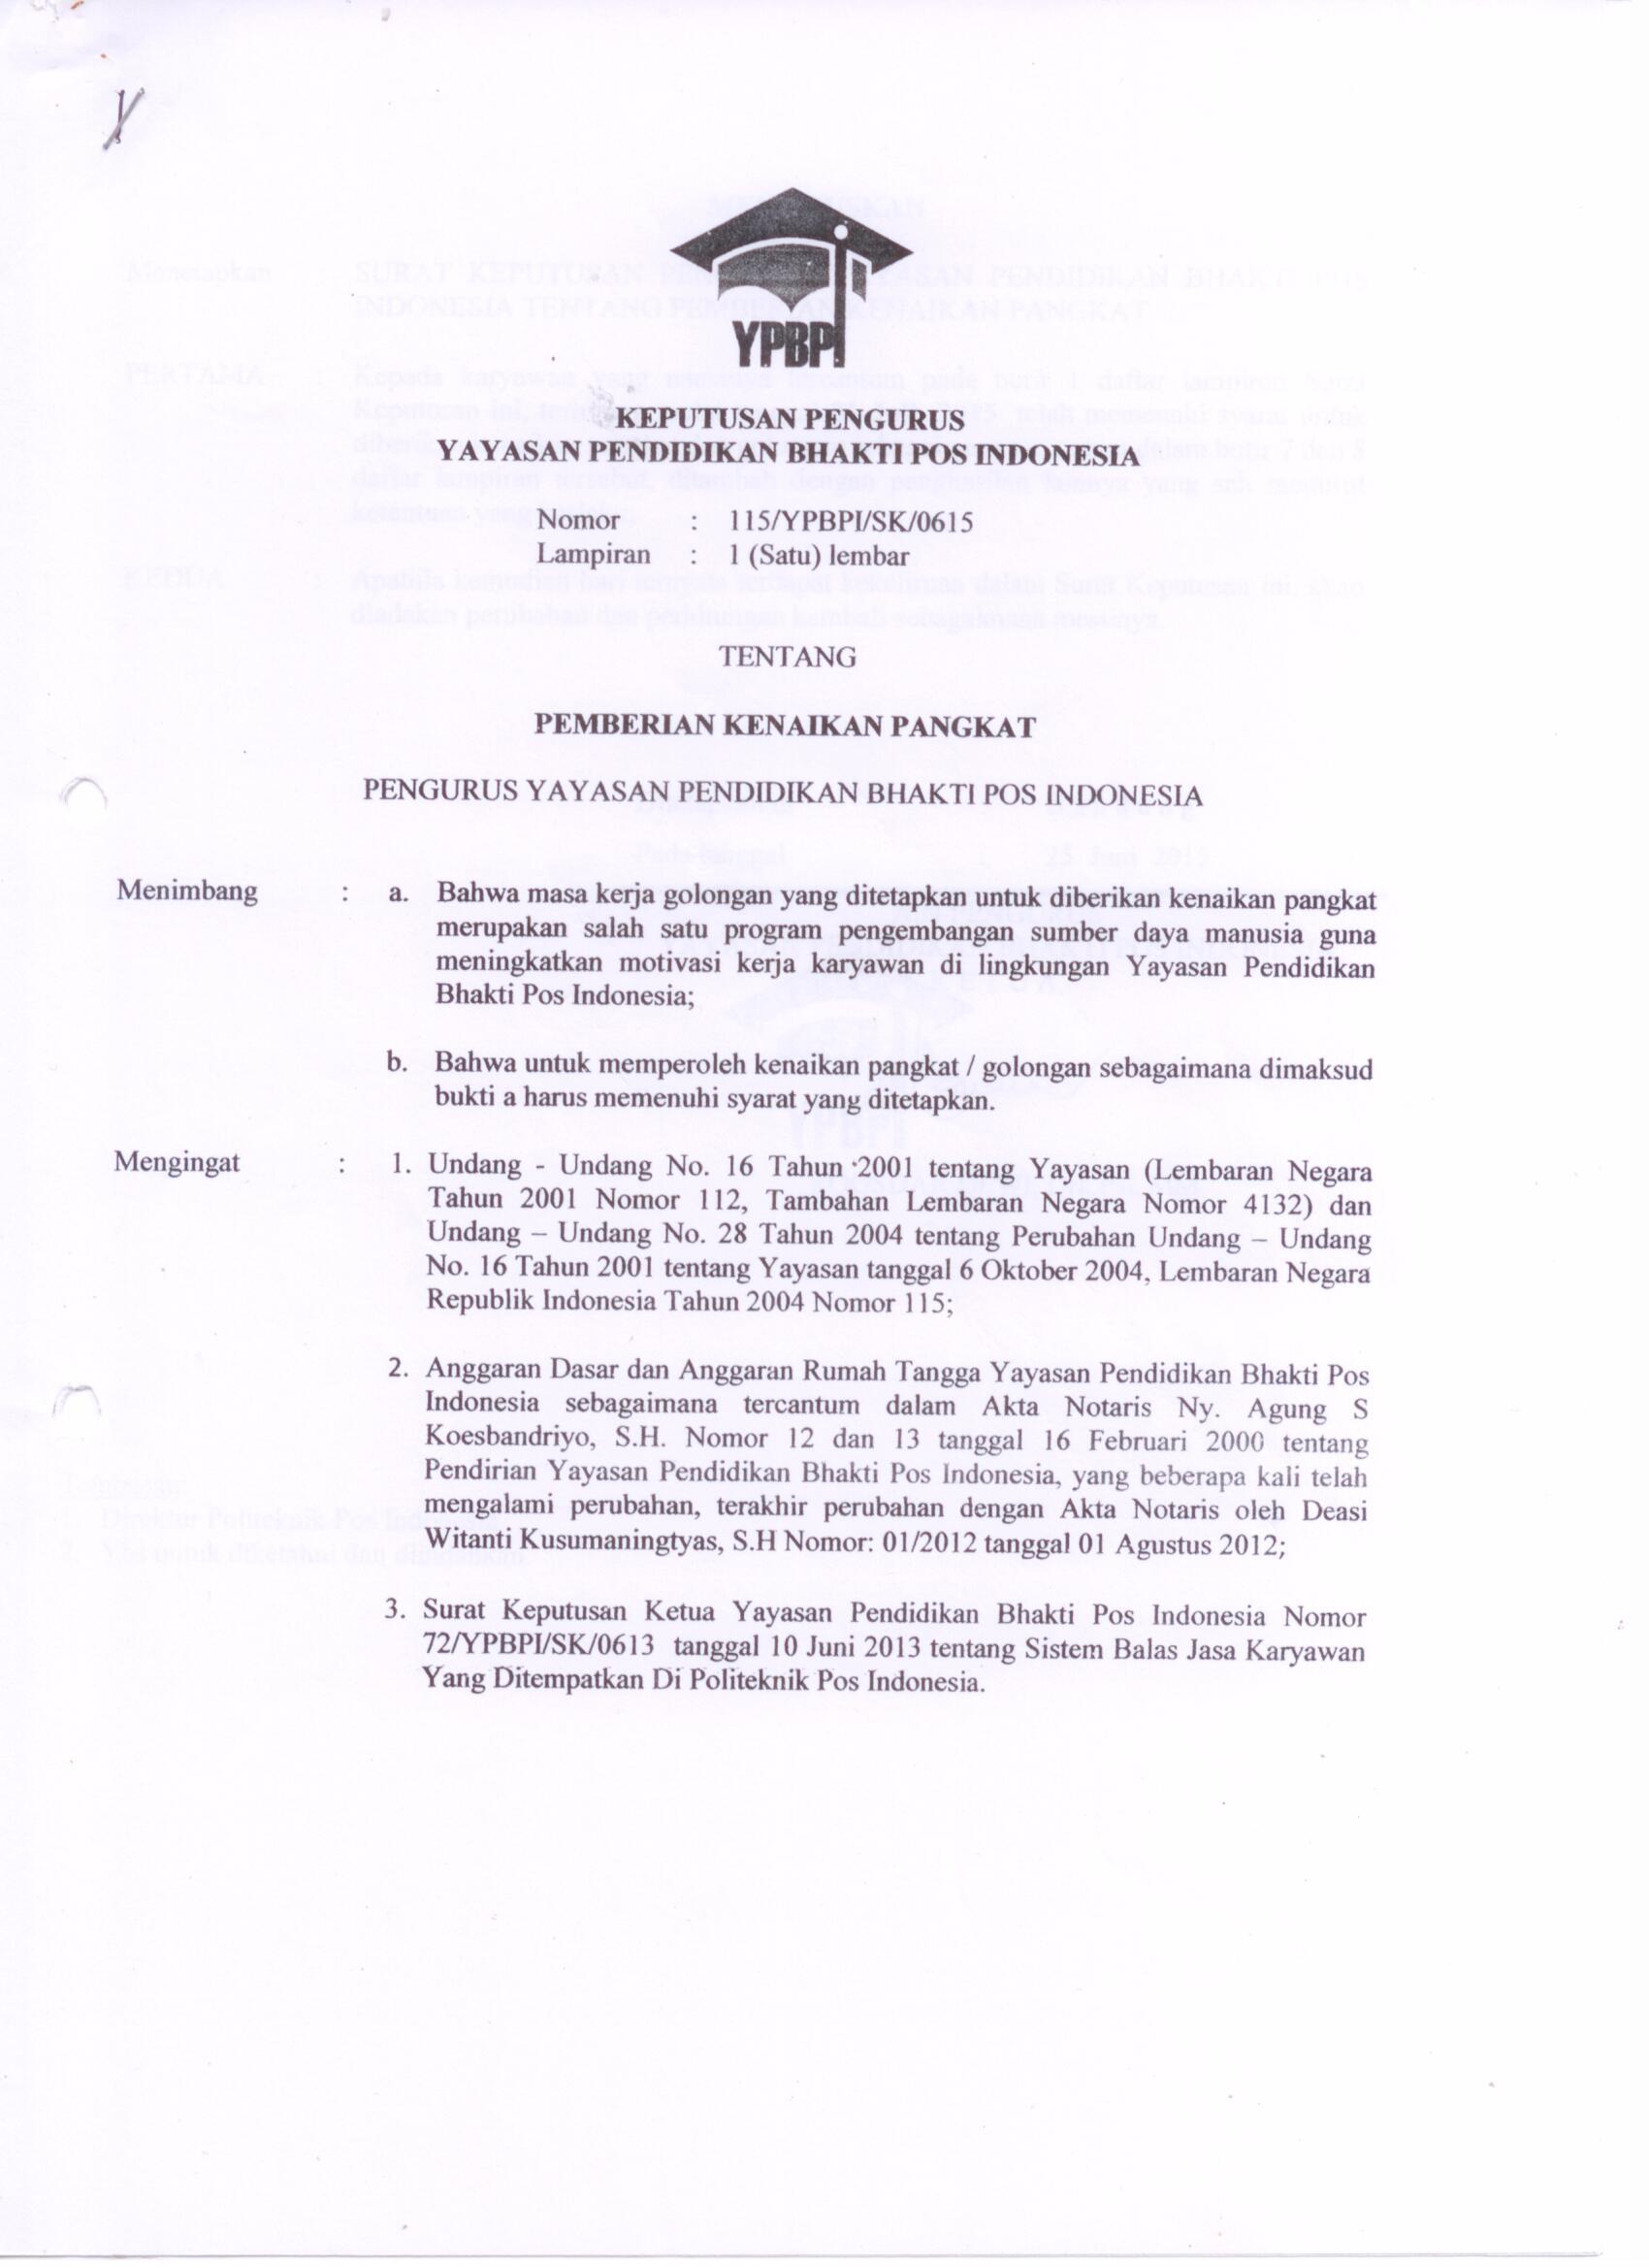 YPBPI
KEPUTUSAN PENGURUS
YAYASAN PENDIDIKAN BHAKTI POS INDONESIA
Nomor : 115/YPBPI/SK/0615
Lampiran : 1 (Satu) lembar
TENTANG
PEMBERIAN KENAIKAN PANGKAT
PENGURUS YAYASAN PENDIDIKAN BHAKTI POS INDONESIA
Menimbang : a. Bahwa masa kerja golongan yang ditetapkan untuk diberikan kenaikan pangkat
merupakan salah satu program pengembangan sumber daya manusia guna
meningkatkan motivasi kerja karyawan di lingkungan Yayasan Pendidikan
Bhakti Pos Indonesia;
b. Bahwa untuk memperoleh kenaikan pangkat / golongan sebagaimana dimaksud
bukti a harus memenuhi syarat yang ditetapkan.
Mengingat : 1. Undang - Undang No. 16 Tahun 2001 tentang Yayasan (Lembaran Negara
Tahun 2001 Nomor 112, Tambahan Lembaran Negara Nomor 4132) dan
Undang – Undang No. 28 Tahun 2004 tentang Perubahan Undang – Undang
No. 16 Tahun 2001 tentang Yayasan tanggal 6 Oktober 2004, Lembaran Negara
Republik Indonesia Tahun 2004 Nomor 115;
2. Anggaran Dasar dan Anggaran Rumah Tangga Yayasan Pendidikan Bhakti Pos
Indonesia sebagaimana tercantum dalam Akta Notaris Ny. Agung S
Koesbandriyo, S.H. Nomor 12 dan 13 tanggal 16 Februari 2000 tentang
Pendirian Yayasan Pendidikan Bhakti Pos Indonesia, yang beberapa kali telah
mengalami perubahan, terakhir perubahan dengan Akta Notaris oleh Deasi
Witanti Kusumaningtyas, S.H Nomor: 01/2012 tanggal 01 Agustus 2012;
3. Surat Keputusan Ketua Yayasan Pendidikan Bhakti Pos Indonesia Nomor
72/YPBPI/SK/0613 tanggal 10 Juni 2013 tentang Sistem Balas Jasa Karyawan
Yang Ditempatkan Di Politeknik Pos Indonesia.